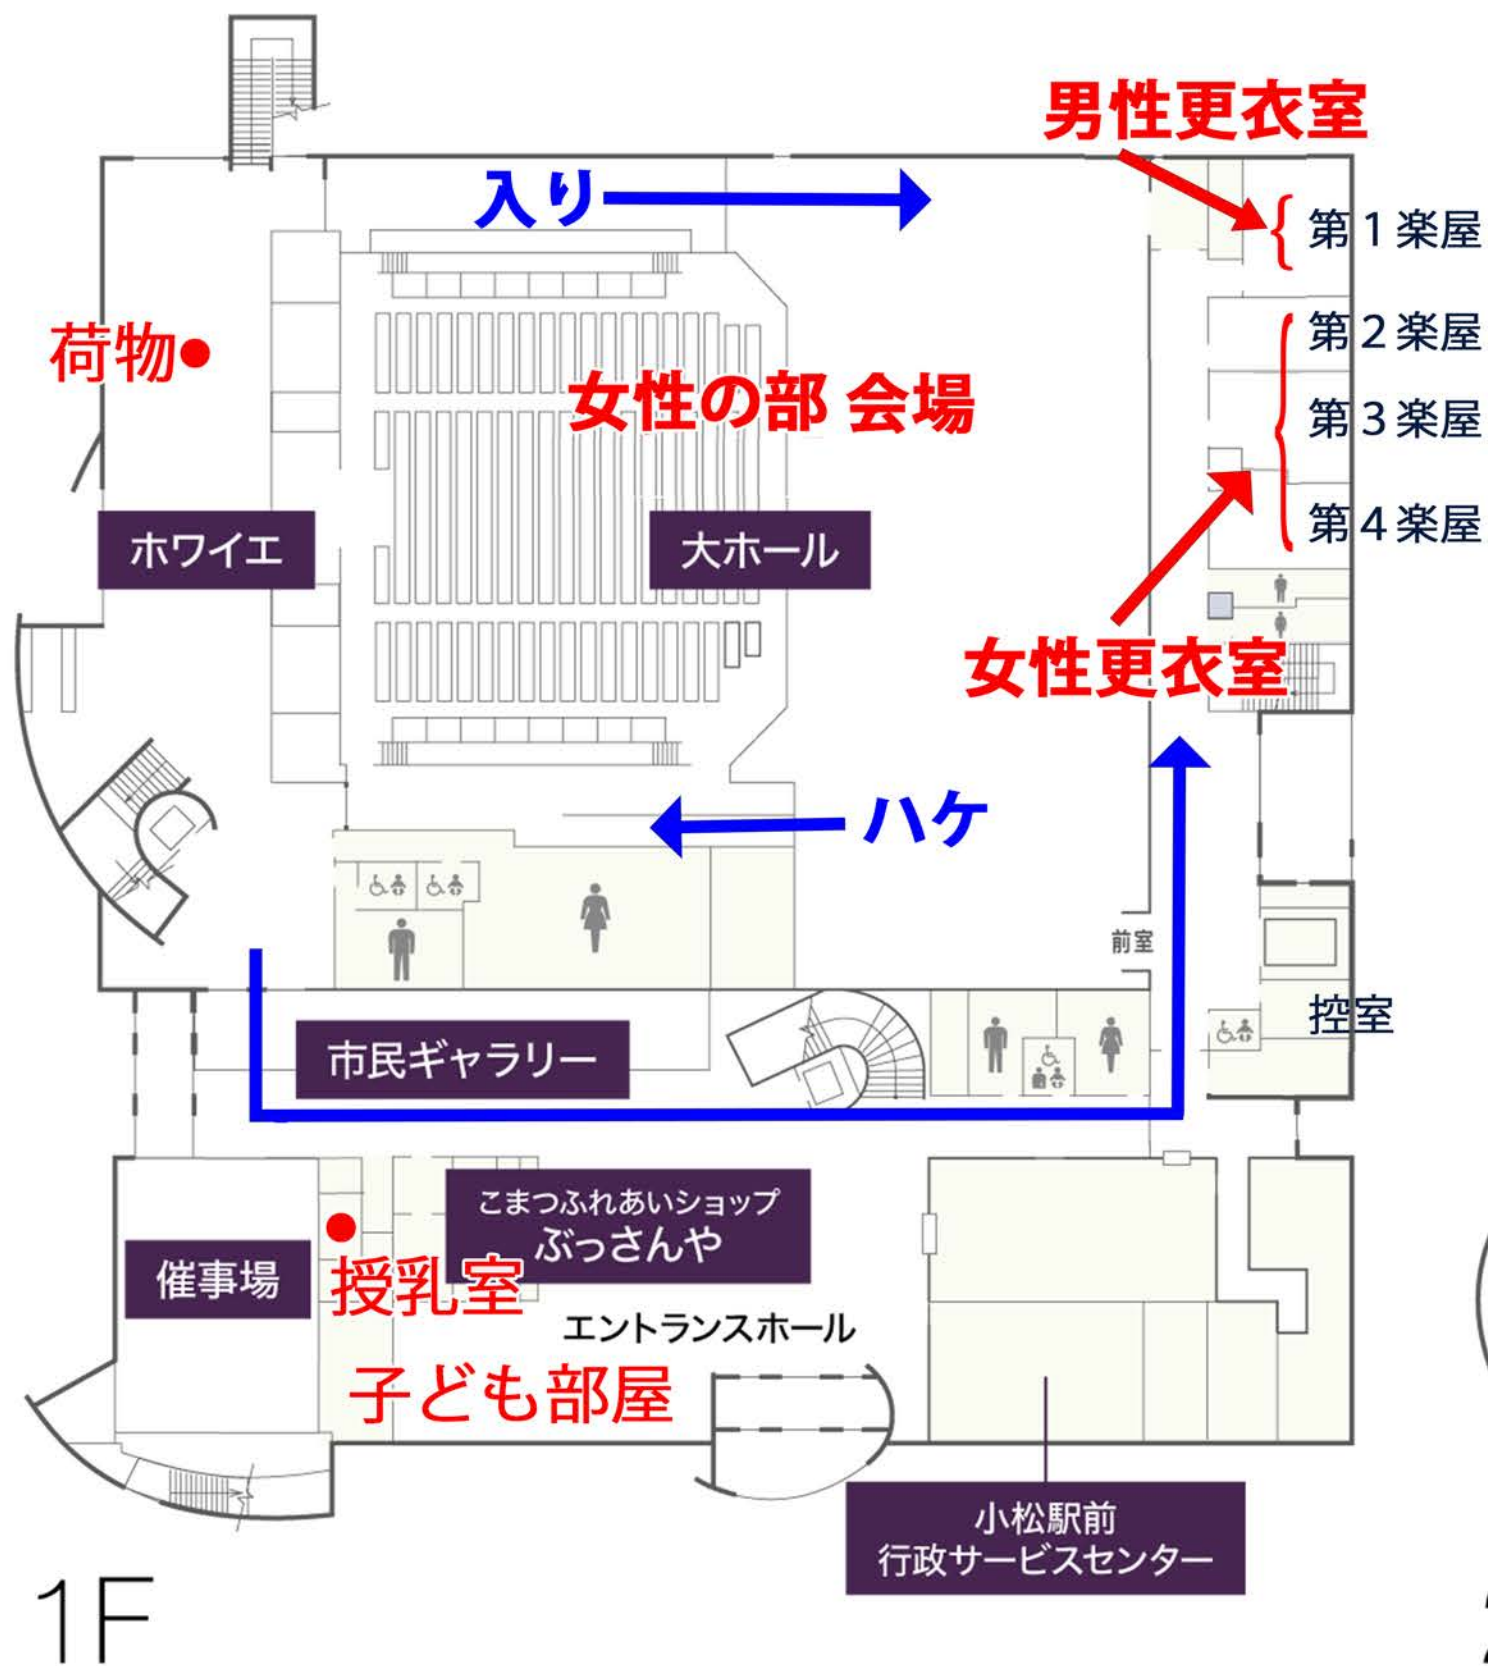 男性更衣室
入り
第1楽屋
第2楽屋
荷物
女性の部 会場
第3楽屋
ホワイエ
大ホール
第4楽屋
女性更衣室
ハケ
前室
控室
市民ギャラリー
こまつふれあいショップ
ぶっさんや
催事場
授乳室
エントランスホール
子ども部屋
小松駅前
行政サービスセンター
1F